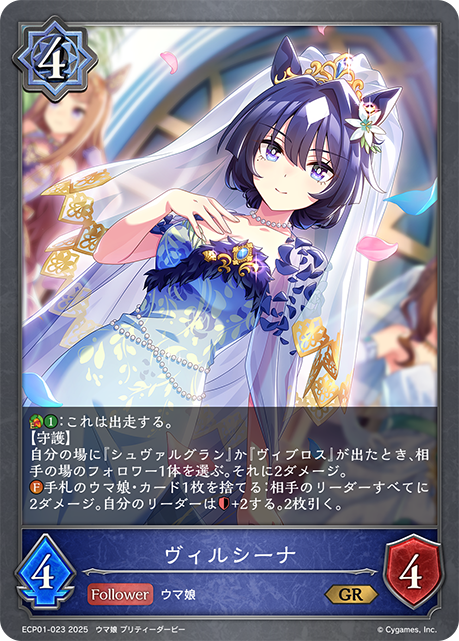 4
1:これは出走する。
【守護】
自分の場に『シュヴァルグラン』か『ヴィブロス』が出たとき、相
手の場のフォロワー1体を選ぶ。それに2ダメージ。
F手札のウマ娘・カード1枚を捨てる:相手のリーダーすべてに
2ダメージ。自分のリーダーは+2する。2枚引く。
ヴィルシーナ
4
Follower ウマ娘
GR
4
ECP01-023 2025 ウマ娘 プリティーダービー
© Cygames, Inc.